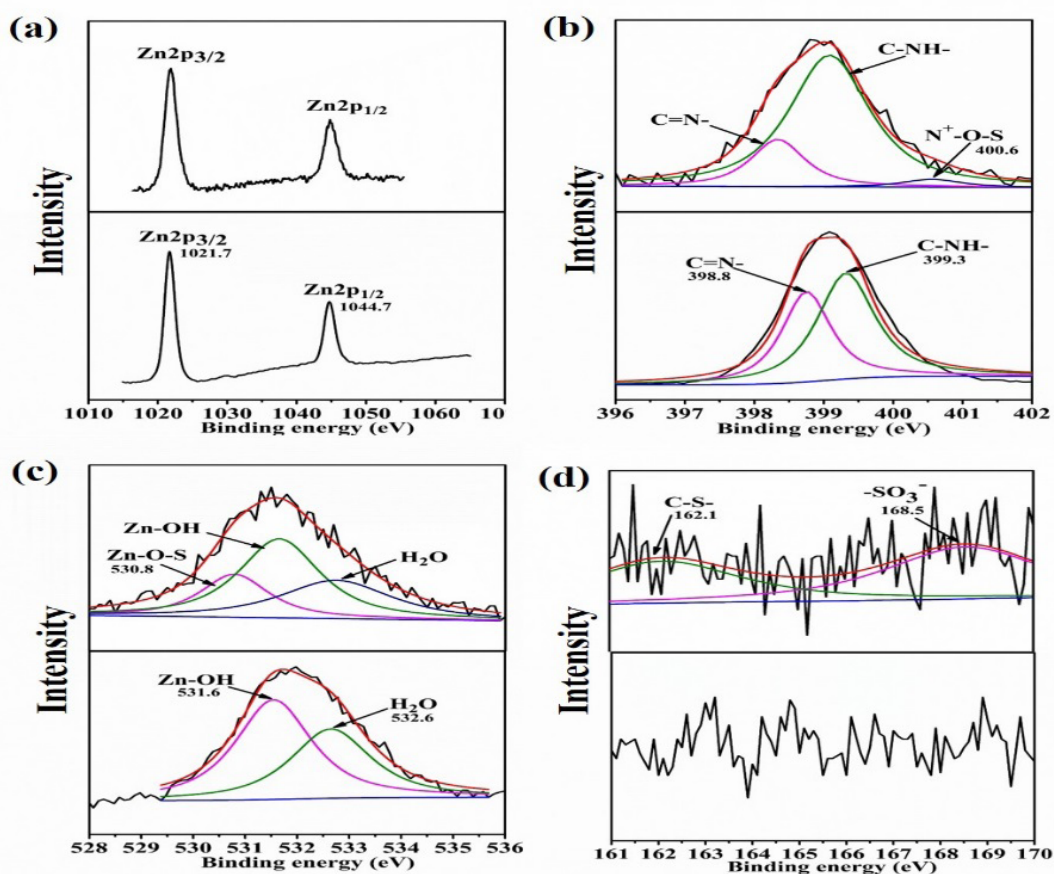 (a)
Zn2p3/2
Zn2p1/2
Zn2p3/2
1021.7
Zn2p1/2
1044.7
Intensity
1010 1020 1030 1040 1050 1060 10
Binding energy (eV)
(b)
C-NH-
C=N-
N+-O-S
400.6
C-NH-
399.3
C=N-
398.8
Intensity
396 397 398 399 400 401 402
Binding energy (eV)
(c)
Zn-OH
Zn-O-S
530.8
H2O
Zn-OH
531.6
H2O
532.6
Intensity
528 529 530 531 532 533 534 535 536
Binding energy (eV)
(d)
C-S-
162.1
-SO3-
168.5
Intensity
161 162 163 164 165 166 167 168 169 170
Binding energy (eV)